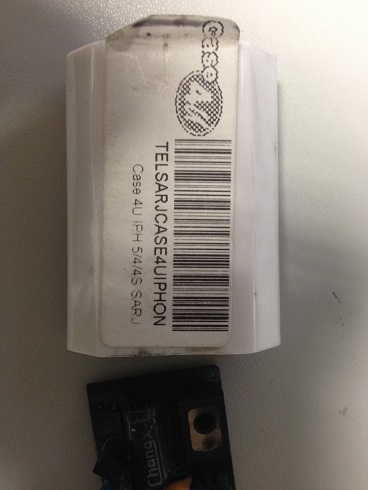 Case 4U
TELSARJCASE4UIPHON
Case 4U IPH 5/4/4S SARJ